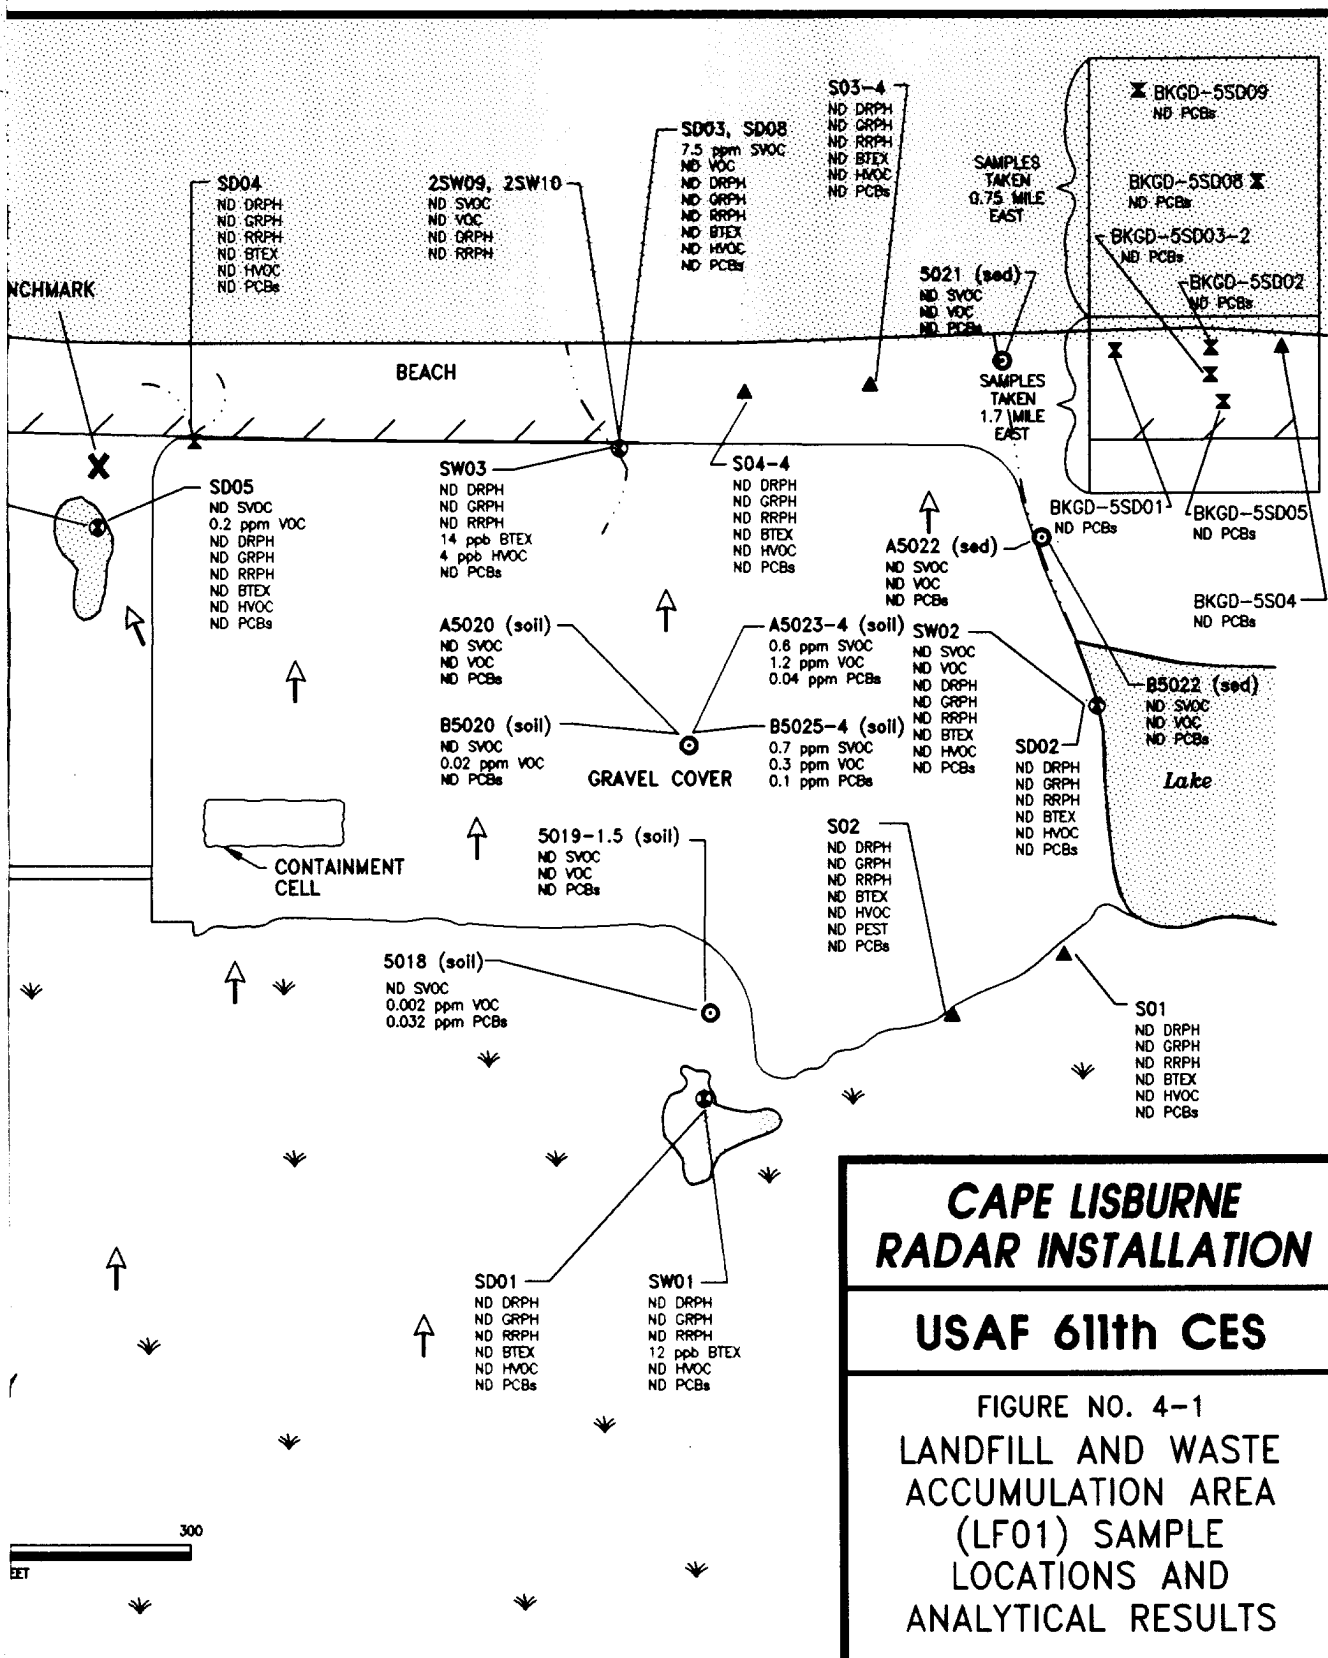 S03-4
ND DRPH
ND GRPH
ND RRPH
ND BTEX
ND HVOC
ND PCBs
BKGD-5SD09
ND PCBs
SD03, SD08
7.5 ppm SVOC
ND VOC
ND DRPH
ND GRPH
ND RRPH
ND BTEX
ND HVOC
ND PCBs
SAMPLES
TAKEN
0.75 MILE
EAST
BKGD-5SD08
ND PCBs
SD04
ND DRPH
ND GRPH
ND RRPH
ND BTEX
ND HVOC
ND PCBs
2SW09, 2SW10
ND SVOC
ND VOC
ND DRPH
ND RRPH
BKGD-5SD03-2
ND PCBs
5021 (sed)
ND SVOC
ND VOC
ND PCBs
BKGD-5SD02
ND PCBs
NCHMARK
BEACH
SAMPLES
TAKEN
1.7 MILE
EAST
SD05
ND SVOC
0.2 ppm VOC
ND DRPH
ND GRPH
ND RRPH
ND BTEX
ND HVOC
ND PCBs
SW03
ND DRPH
ND GRPH
ND RRPH
14 ppb BTEX
4 ppb HVOC
ND PCBs
S04-4
ND DRPH
ND GRPH
ND RRPH
ND BTEX
ND HVOC
ND PCBs
BKGD-5SD01
ND PCBs
BKGD-5SD05
ND PCBs
A5022 (sed)
ND SVOC
ND VOC
ND PCBs
BKGD-5S04
ND PCBs
A5020 (soil)
ND SVOC
ND VOC
ND PCBs
A5023-4 (soil)
0.6 ppm SVOC
1.2 ppm VOC
0.04 ppm PCBs
SW02
ND SVOC
ND VOC
ND DRPH
ND GRPH
ND RRPH
ND BTEX
ND HVOC
ND PCBs
B5022 (sed)
ND SVOC
ND VOC
ND PCBs
B5020 (soil)
ND SVOC
0.02 ppm VOC
ND PCBs
B5025-4 (soil)
0.7 ppm SVOC
0.3 ppm VOC
0.1 ppm PCBs
GRAVEL COVER
SD02
ND DRPH
ND GRPH
ND RRPH
ND BTEX
ND HVOC
ND PCBs
Lake
CONTAINMENT
CELL
5019-1.5 (soil)
ND SVOC
ND VOC
ND PCBs
S02
ND DRPH
ND GRPH
ND RRPH
ND BTEX
ND HVOC
ND PEST
ND PCBs
5018 (soil)
ND SVOC
0.002 ppm VOC
0.032 ppm PCBs
S01
ND DRPH
ND GRPH
ND RRPH
ND BTEX
ND HVOC
ND PCBs
SD01
ND DRPH
ND GRPH
ND RRPH
ND BTEX
ND HVOC
ND PCBs
SW01
ND DRPH
ND GRPH
ND RRPH
12 ppb BTEX
ND HVOC
ND PCBs
300
EET
CAPE LISBURNE
RADAR INSTALLATION
USAF 611th CES
FIGURE NO. 4-1
LANDFILL AND WASTE
ACCUMULATION AREA
(LF01) SAMPLE
LOCATIONS AND
ANALYTICAL RESULTS